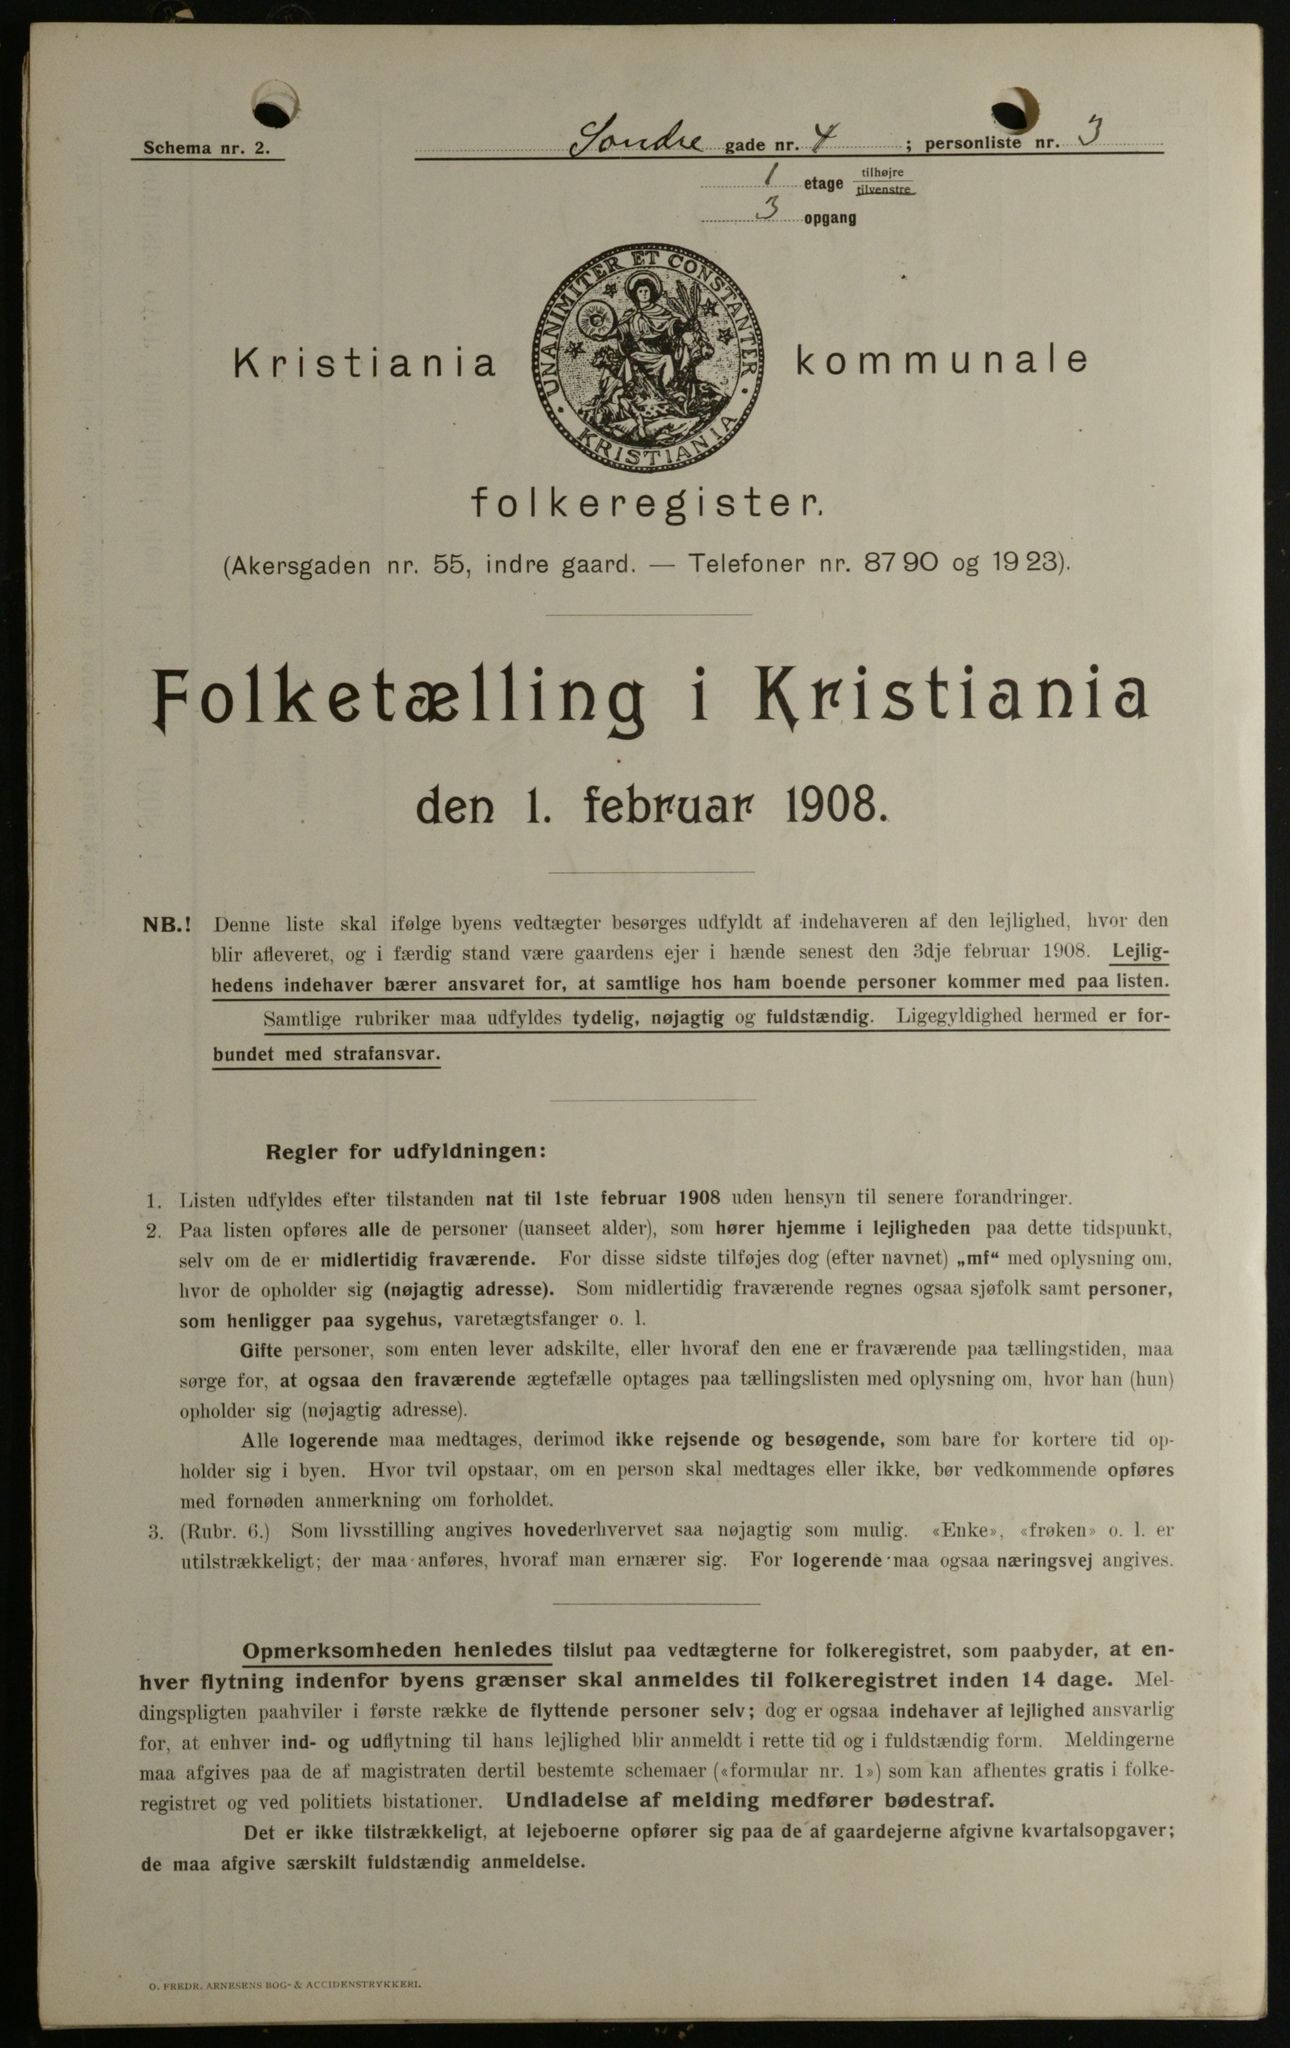 Schema nr. 2.
Sondre gade nr. 4 ; personliste nr. 3
1 etage tilhøjre
tilvenstre
3 opgang
UNANIMITER ET CONSTANTER · KRISTIANIA ·
Kristiania kommunale
folkeregister.
(Akersgaden nr. 55, indre gaard. — Telefoner nr. 87 90 og 19 23).
Folketælling i Kristiania
den 1. februar 1908.
NB.! Denne liste skal ifølge byens vedtægter besørges udfyldt af indehaveren af den lejlighed, hvor den
blir afleveret, og i færdig stand være gaardens ejer i hænde senest den 3dje februar 1908. Lejlig-
hedens indehaver bærer ansvaret for, at samtlige hos ham boende personer kommer med paa listen.
Samtlige rubriker maa udfyldes tydelig, nøjagtig og fuldstændig. Ligegyldighed hermed er for-
bundet med strafansvar.
Regler for udfyldningen:
1. Listen udfyldes efter tilstanden nat til 1ste februar 1908 uden hensyn til senere forandringer.
2. Paa listen opføres alle de personer (uanseet alder), som hører hjemme i lejligheden paa dette tidspunkt,
selv om de er midlertidig fraværende. For disse sidste tilføjes dog (efter navnet) „mf“ med oplysning om,
hvor de opholder sig (nøjagtig adresse). Som midlertidig fraværende regnes ogsaa sjøfolk samt personer,
som henligger paa sygehus, varetægtsfanger o. l.
Gifte personer, som enten lever adskilte, eller hvoraf den ene er fraværende paa tællingstiden, maa
sørge for, at ogsaa den fraværende ægtefælle optages paa tællingslisten med oplysning om, hvor han (hun)
opholder sig (nøjagtig adresse).
Alle logerende maa medtages, derimod ikke rejsende og besøgende, som bare for kortere tid op-
holder sig i byen. Hvor tvil opstaar, om en person skal medtages eller ikke, bør vedkommende opføres
med fornøden anmerkning om forholdet.
3. (Rubr. 6.) Som livsstilling angives hovederhvervet saa nøjagtig som mulig. «Enke», «frøken» o. l. er
utilstrækkeligt; der maa anføres, hvoraf man ernærer sig. For logerende maa ogsaa næringsvej angives.
Opmerksomheden henledes tilslut paa vedtægterne for folkeregistret, som paabyder, at en-
hver flytning indenfor byens grænser skal anmeldes til folkeregistret inden 14 dage. Mel-
dingspligten paahviler i første række de flyttende personer selv; dog er ogsaa indehaver af lejlighed ansvarlig
for, at enhver ind- og udflytning til hans lejlighed blir anmeldt i rette tid og i fuldstændig form. Meldingerne
maa afgives paa de af magistraten dertil bestemte schemaer («formular nr. 1») som kan afhentes gratis i folke-
registret og ved politiets bistationer. Undladelse af melding medfører bødestraf.
Det er ikke tilstrækkeligt, at lejeboerne opfører sig paa de af gaardejerne afgivne kvartalsopgaver;
de maa afgive særskilt fuldstændig anmeldelse.
O. FREDR. ARNESENS BOG- & ACCIDENSTRYKKERI.